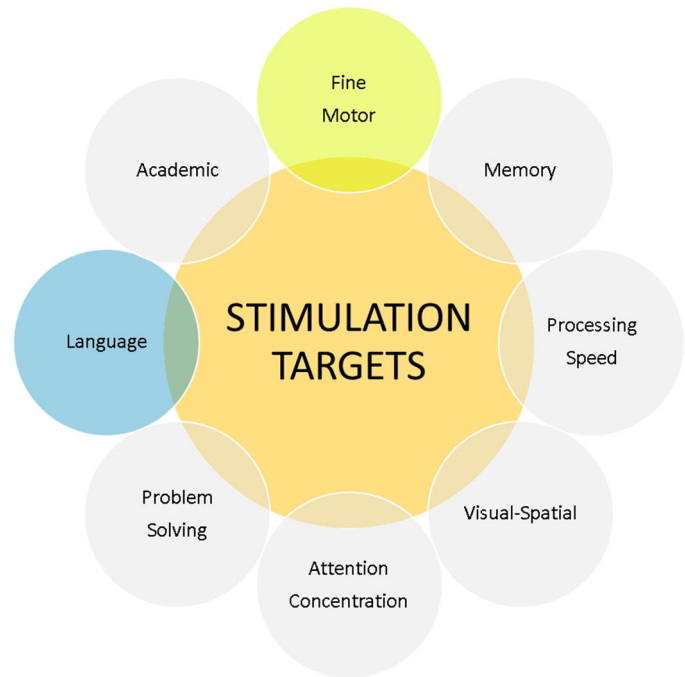 Fine
Motor
Academic
Memory
STIMULATION
TARGETS
Language
Processing
Speed
Problem
Solving
Visual-Spatial
Attention
Concentration